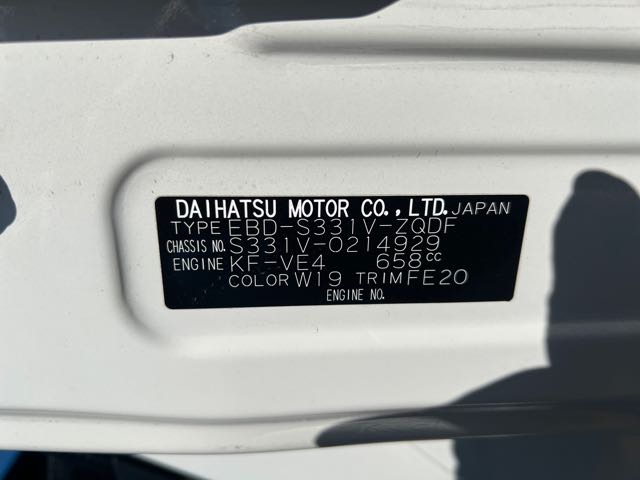 DAIHATSU MOTOR CO.,LTD. JAPAN
TYPE EBD-S331V-ZQDF
CHASSIS NO. S331V-0214929
ENGINE KF-VE4 658cc
COLOR W19 TRIM FE20
ENGINE NO.